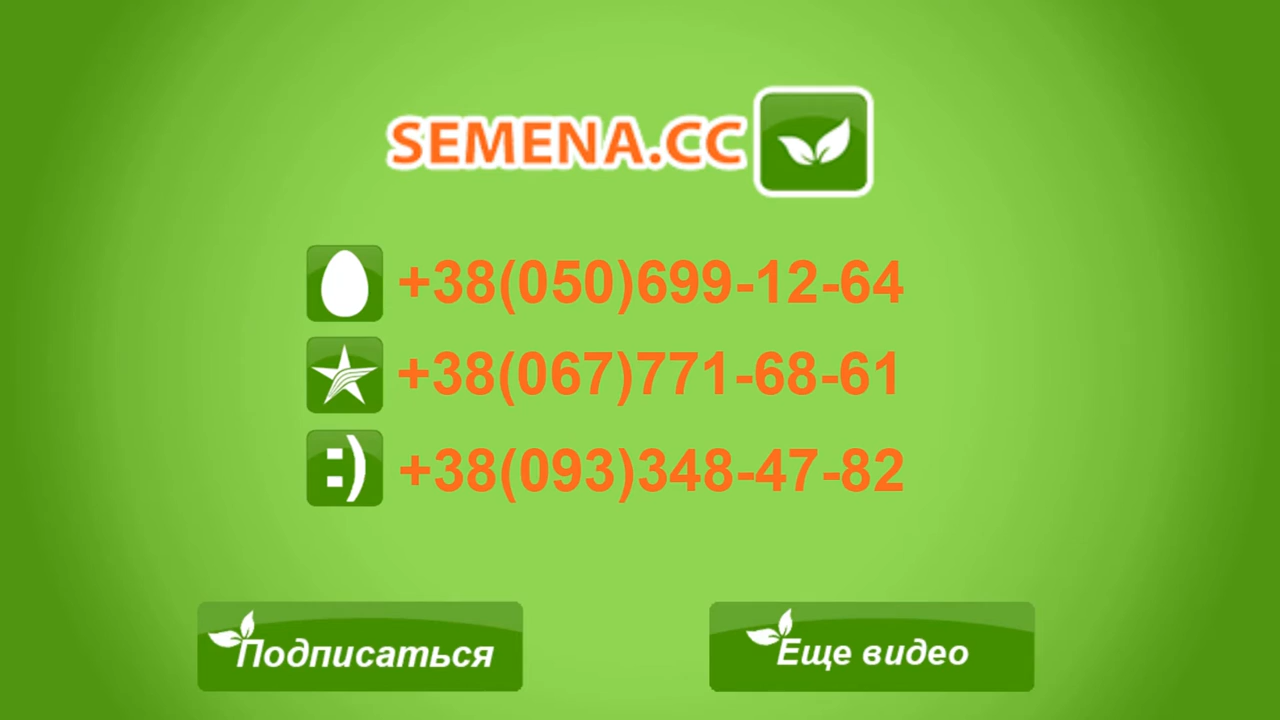 SEMENA.CC
+38(050)699-12-64
+38(067)771-68-61
:) +38(093)348-47-82
Подписаться
Еще видео